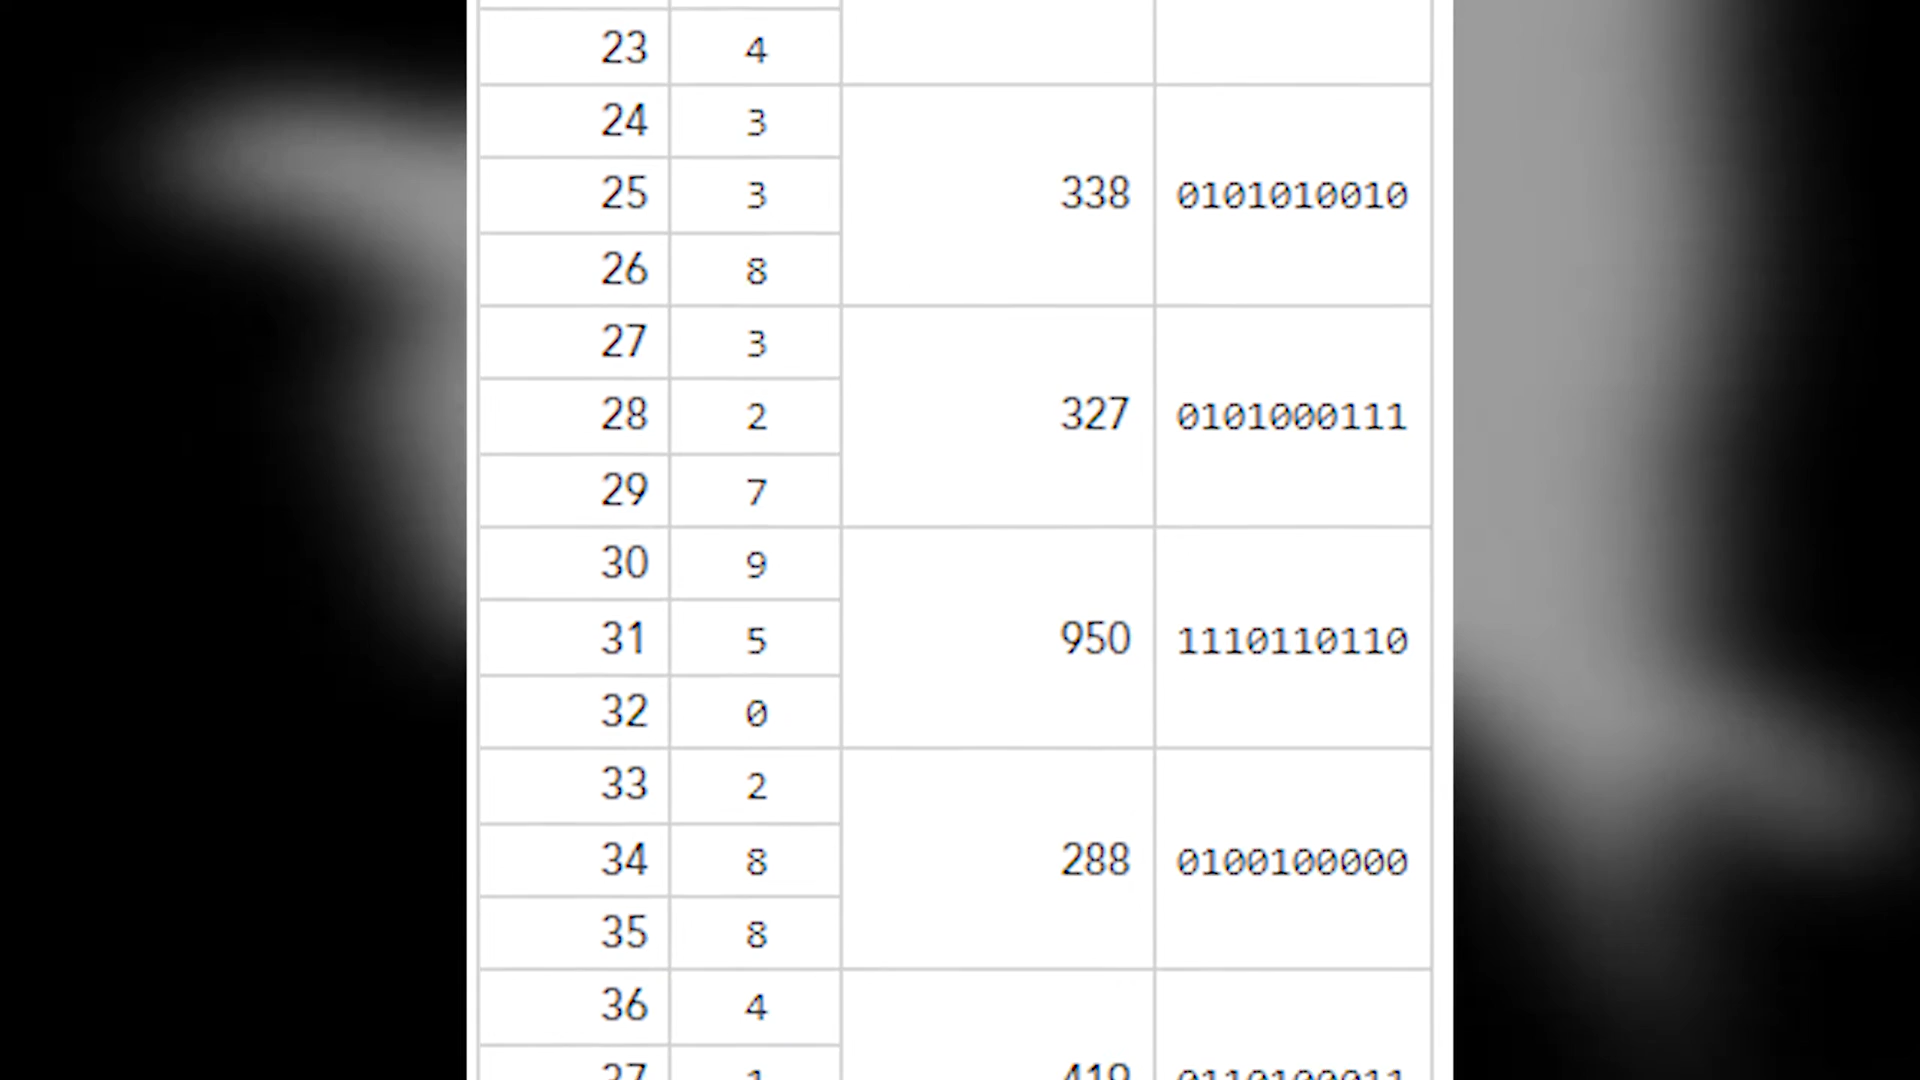 23 4
24 3
25 3 338 0101010010
26 8
27 3
28 2 327 0101000111
29 7
30 9
31 5 950 1110110110
32 0
33 2
34 8 288 0100100000
35 8
36 4
37 1 419 0110100011